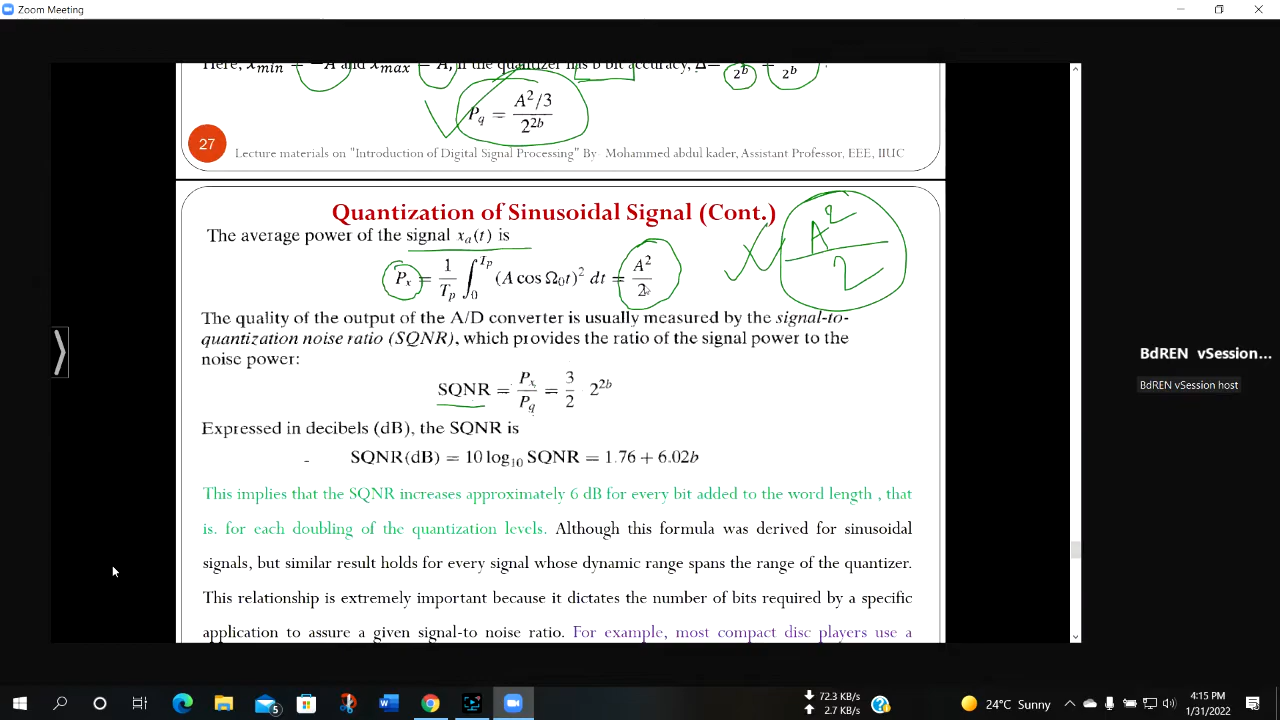 Zoom Meeting
Here, x_min = −A and x_max = A, if the quantizer has b bit accuracy, Δ= 2^b = 2^b .
P_q = (A^2/3)/2^{2b}
27
Lecture materials on "Introduction of Digital Signal Processing" By Mohammed abdul kader, Assistant Professor, EEE, IIUC
Quantization of Sinusoidal Signal (Cont.)
A^2/2
The average power of the signal x_a(t) is
P_x = 1/T_p ∫_0^{T_p} (A cos Ω_0 t)^2 dt = A^2/2
The quality of the output of the A/D converter is usually measured by the signal-to-
quantization noise ratio (SQNR), which provides the ratio of the signal power to the
noise power:
SQNR = P_x/P_q = 3/2 2^{2b}
Expressed in decibels (dB), the SQNR is
SQNR(dB) = 10 log_10 SQNR = 1.76 + 6.02b
This implies that the SQNR increases approximately 6 dB for every bit added to the word length , that
is. for each doubling of the quantization levels. Although this formula was derived for sinusoidal
signals, but similar result holds for every signal whose dynamic range spans the range of the quantizer.
This relationship is extremely important because it dictates the number of bits required by a specific
application to assure a given signal-to noise ratio. For example, most compact disc players use a
BdREN vSession...
BdREN vSession host
5
72.3 KB/s
2.7 KB/s
24°C Sunny
4:15 PM
1/31/2022